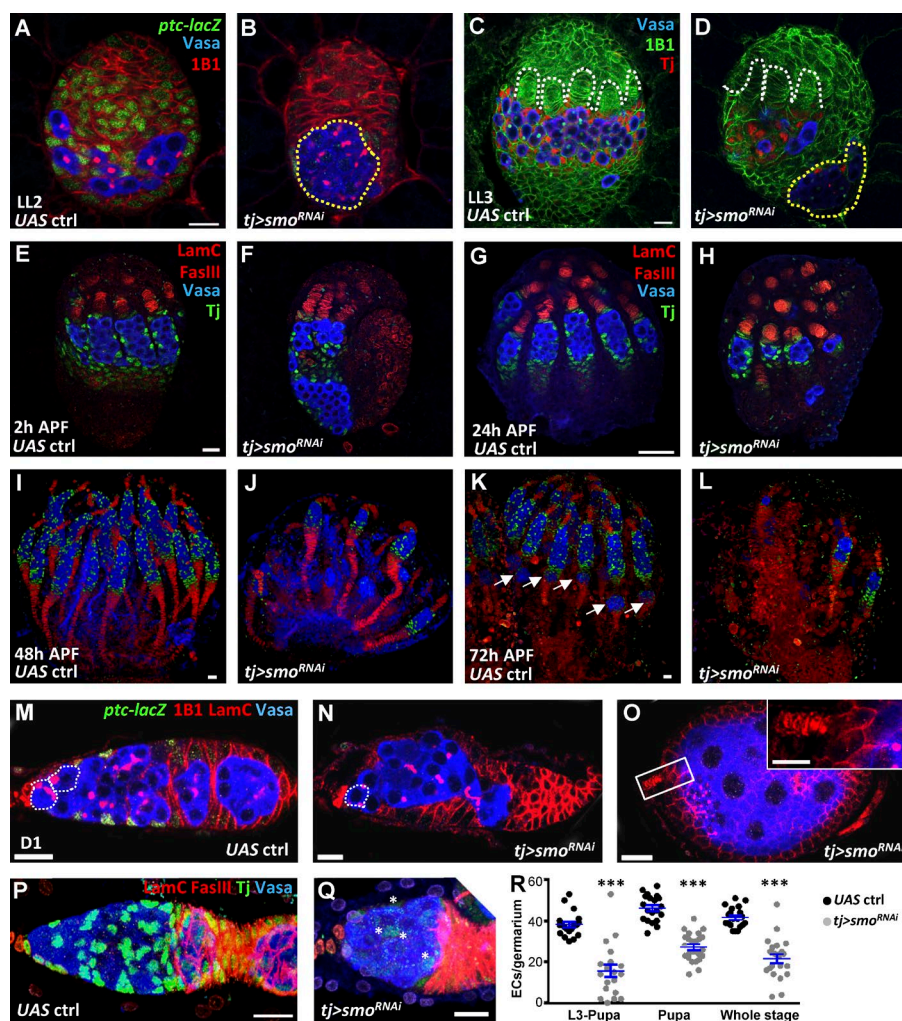 A ptc-lacZ Vasa 1B1 LL2 UAS ctrl
B tj>smoRNAi
C Vasa 1B1 Tj LL3 UAS ctrl
D tj>smoRNAi
E LamC FasIII Vasa Tj 2h APF UAS ctrl
F tj>smoRNAi
G LamC FasIII Vasa Tj 24h APF UAS ctrl
H tj>smoRNAi
I 48h APF UAS ctrl
J tj>smoRNAi
K 72h APF UAS ctrl
L tj>smoRNAi
M ptc-lacZ 1B1 LamC Vasa D1 UAS ctrl
N tj>smoRNAi
O tj>smoRNAi
P LamC FasIII Tj Vasa UAS ctrl
Q * * * * tj>smoRNAi
R
ECs/germarium
60
40
20
0
*** *** ***
UAS ctrl
tj>smoRNAi
L3-Pupa Pupa Whole stage